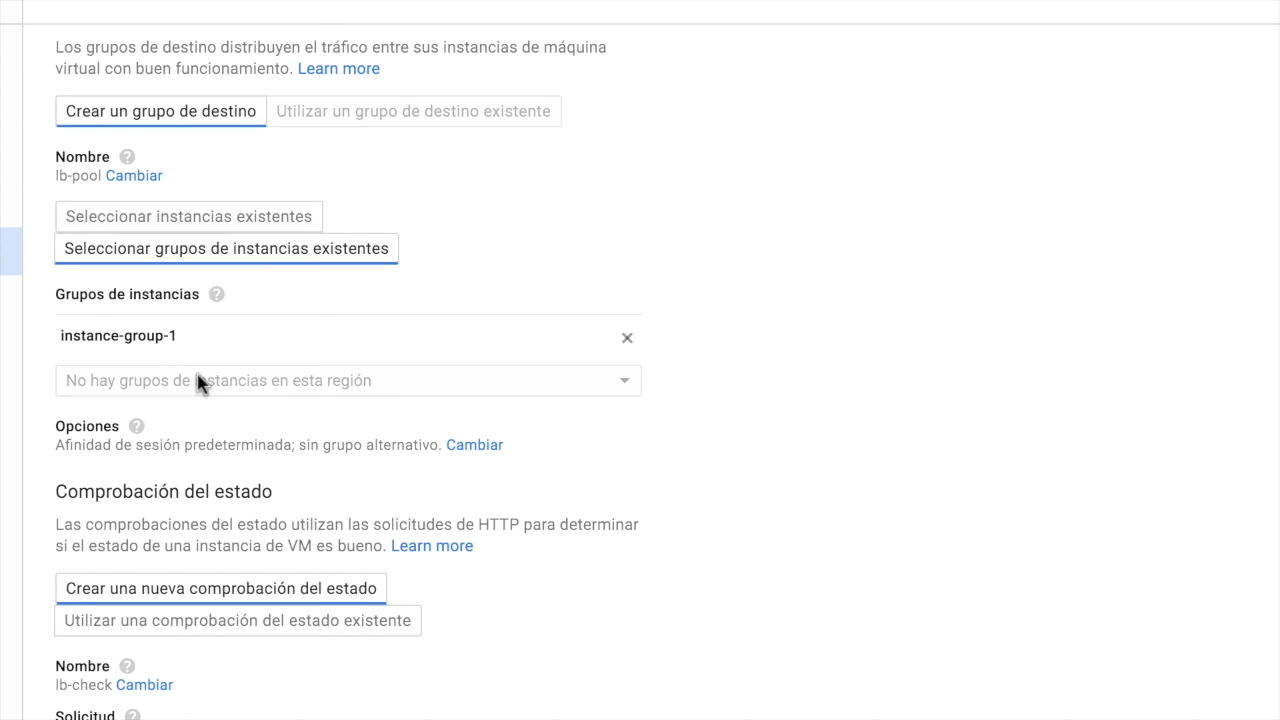 Los grupos de destino distribuyen el tráfico entre sus instancias de máquina
virtual con buen funcionamiento. Learn more
Crear un grupo de destino Utilizar un grupo de destino existente
Nombre ?
lb-pool Cambiar
Seleccionar instancias existentes
Seleccionar grupos de instancias existentes
Grupos de instancias ?
instance-group-1
No hay grupos de instancias en esta región
Opciones ?
Afinidad de sesión predeterminada; sin grupo alternativo. Cambiar
Comprobación del estado
Las comprobaciones del estado utilizan las solicitudes de HTTP para determinar
si el estado de una instancia de VM es bueno. Learn more
Crear una nueva comprobación del estado
Utilizar una comprobación del estado existente
Nombre ?
lb-check Cambiar
Solicitud ?